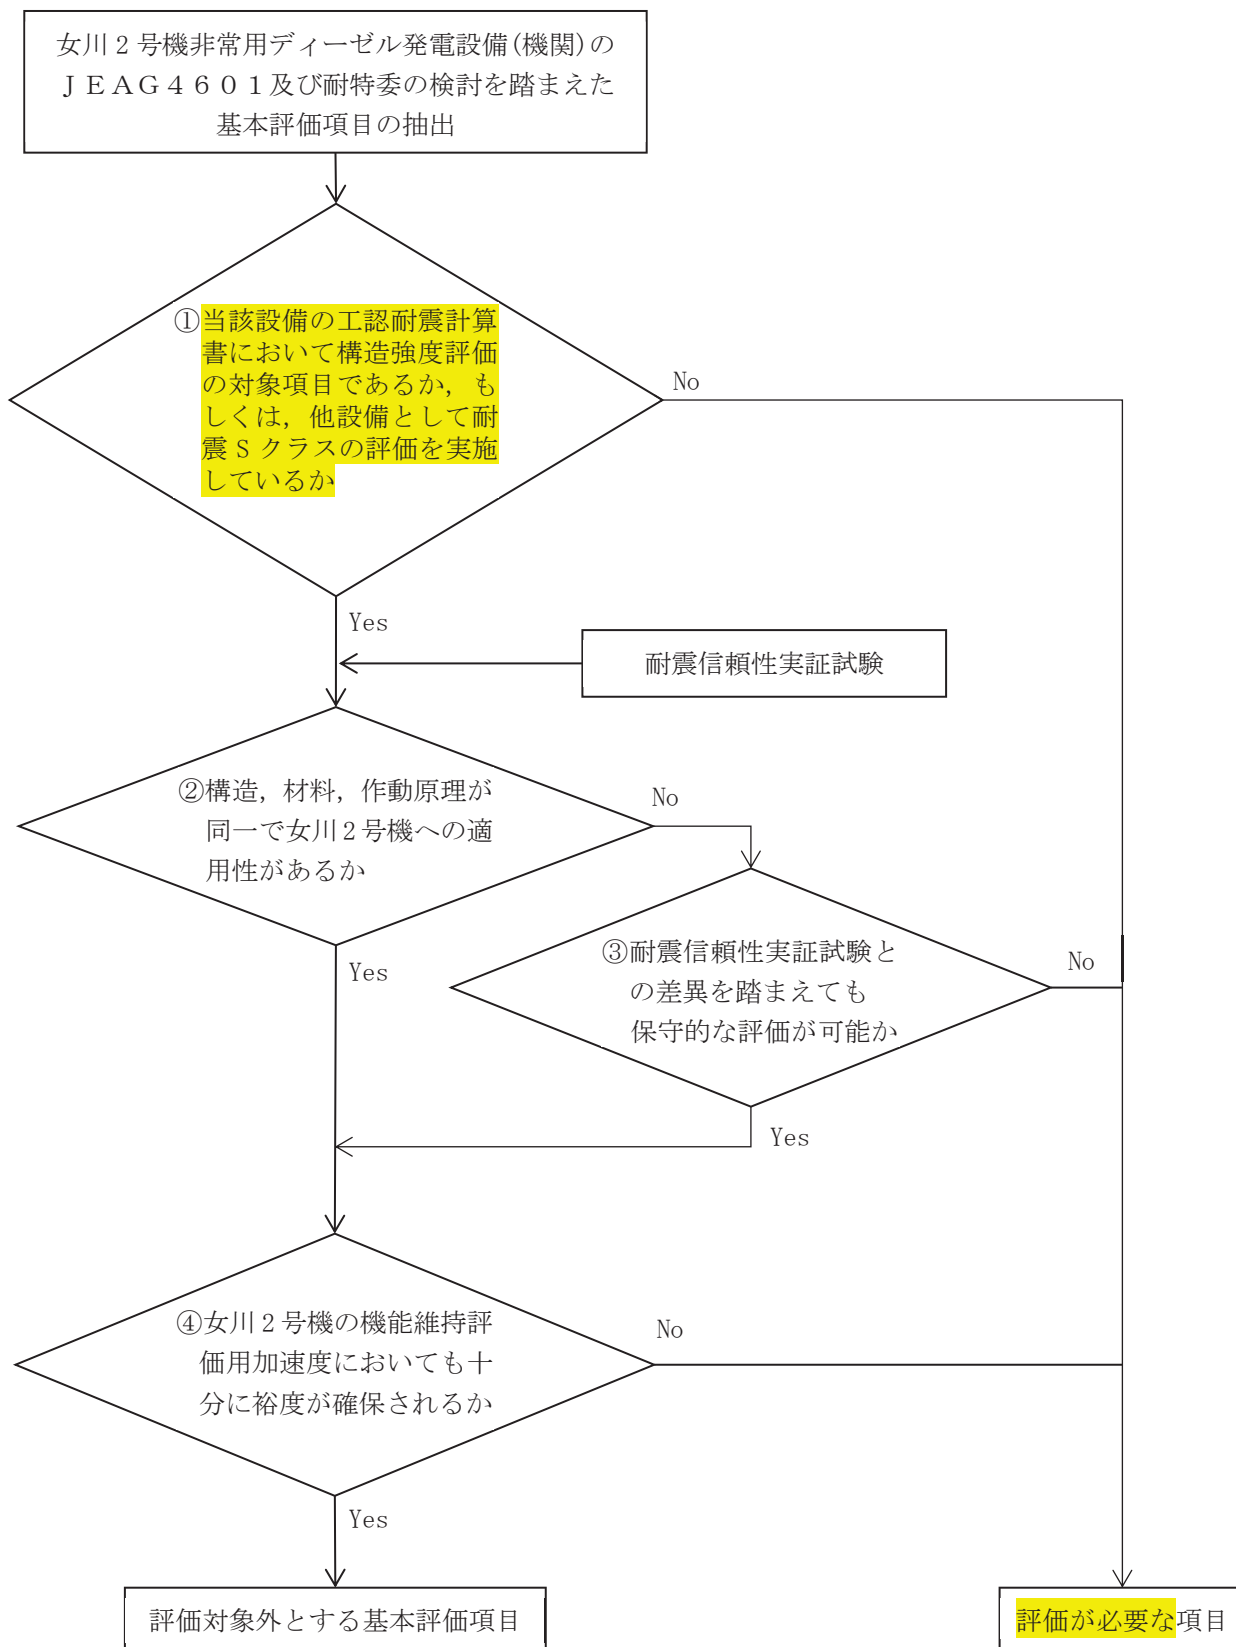 女川２号機非常用ディーゼル発電設備(機関)の
ＪＥＡＧ４６０１及び耐特委の検討を踏まえた
基本評価項目の抽出
①当該設備の工認耐震計算
書において構造強度評価
の対象項目であるか，も
しくは，他設備として耐
震Ｓクラスの評価を実施
しているか
No
Yes
耐震信頼性実証試験
②構造，材料，作動原理が
同一で女川２号機への適
用性があるか
No
Yes
③耐震信頼性実証試験と
の差異を踏まえても
保守的な評価が可能か
No
Yes
④女川２号機の機能維持評
価用加速度においても十
分に裕度が確保されるか
No
Yes
評価対象外とする基本評価項目
評価が必要な項目